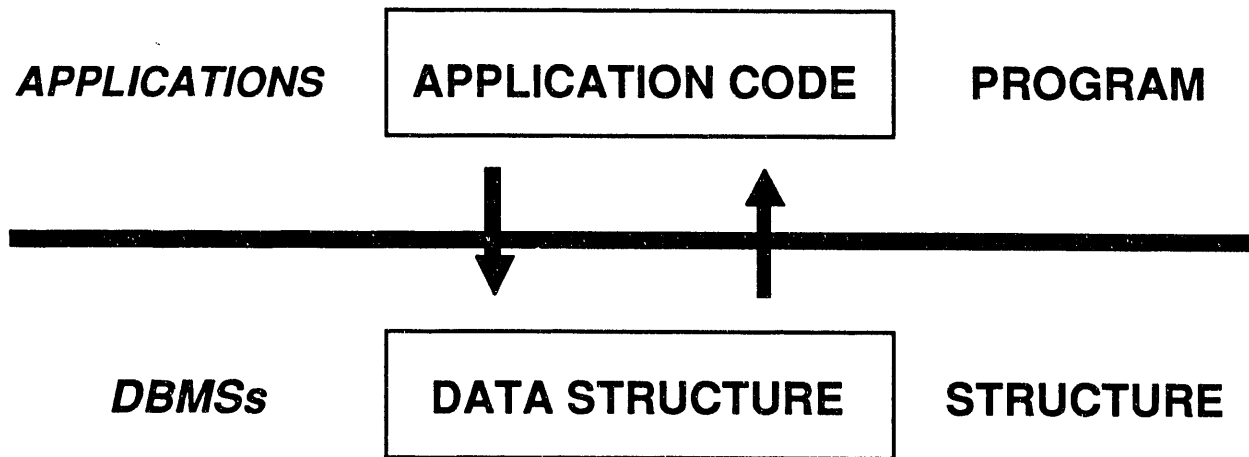 APPLICATIONS APPLICATION CODE PROGRAM
DBMSs DATA STRUCTURE STRUCTURE